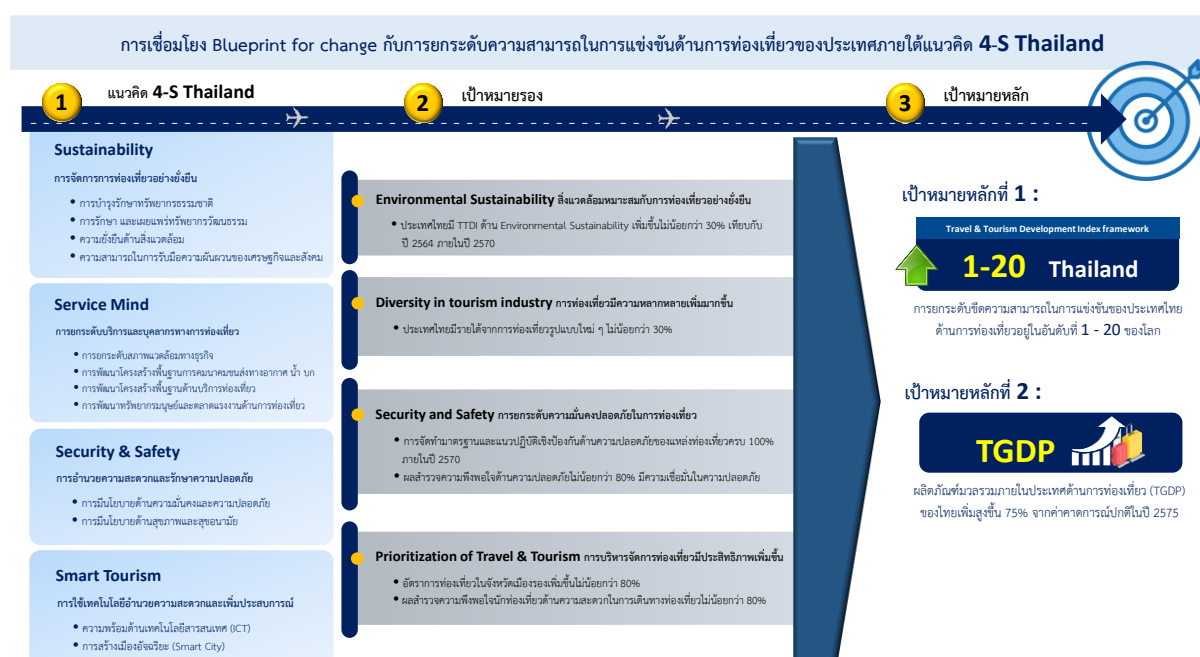 การเชื่อมโยง Blueprint for change กับการยกระดับความสามารถในการแข่งขันด้านการท่องเที่ยวของประเทศภายใต้แนวคิด 4-S Thailand
1 แนวคิด 4-S Thailand
2 เป้าหมายรอง
3 เป้าหมายหลัก
Sustainability
การจัดการการท่องเที่ยวอย่างยั่งยืน
• การบำรุงรักษาทรัพยากรธรรมชาติ
• การรักษา และเผยแพร่ทรัพยากรวัฒนธรรม
• ความยั่งยืนด้านสิ่งแวดล้อม
• ความสามารถในการรับมือความผันผวนของเศรษฐกิจและสังคม
Service Mind
การยกระดับบริการและบุคลากรทางการท่องเที่ยว
• การยกระดับสภาพแวดล้อมทางธุรกิจ
• การพัฒนาโครงสร้างพื้นฐานการคมนาคมขนส่งทางอากาศ น้ำ บก
• การพัฒนาโครงสร้างพื้นฐานด้านบริการท่องเที่ยว
• การพัฒนาทรัพยากรมนุษย์และตลาดแรงงานด้านการท่องเที่ยว
Security & Safety
การอำนวยความสะดวกและรักษาความปลอดภัย
• การมีนโยบายด้านความมั่นคงและความปลอดภัย
• การมีนโยบายด้านสุขภาพและสุขอนามัย
Smart Tourism
การใช้เทคโนโลยีอำนวยความสะดวกและเพิ่มประสบการณ์
• ความพร้อมด้านเทคโนโลยีสารสนเทศ (ICT)
• การสร้างเมืองอัจฉริยะ (Smart City)
Environmental Sustainability สิ่งแวดล้อมเหมาะสมกับการท่องเที่ยวอย่างยั่งยืน
• ประเทศไทยมี TTDI ด้าน Environmental Sustainability เพิ่มขึ้นไม่น้อยกว่า 30% เทียบกับ
ปี 2564 ภายในปี 2570
Diversity in tourism industry การท่องเที่ยวมีความหลากหลายเพิ่มมากขึ้น
• ประเทศไทยมีรายได้จากการท่องเที่ยวรูปแบบใหม่ ๆ ไม่น้อยกว่า 30%
Security and Safety การยกระดับความมั่นคงปลอดภัยในการท่องเที่ยว
• การจัดทำมาตรฐานและแนวปฏิบัติเชิงป้องกันด้านความปลอดภัยของแหล่งท่องเที่ยวครบ 100%
ภายในปี 2570
• ผลสำรวจความพึงพอใจด้านความปลอดภัยไม่น้อยกว่า 80% มีความเชื่อมั่นในความปลอดภัย
Prioritization of Travel & Tourism การบริหารจัดการท่องเที่ยวมีประสิทธิภาพเพิ่มขึ้น
• อัตราการท่องเที่ยวในจังหวัดเมืองรองเพิ่มขึ้นไม่น้อยกว่า 80%
• ผลสำรวจความพึงพอใจนักท่องเที่ยวด้านความสะดวกในการเดินทางท่องเที่ยวไม่น้อยกว่า 80%
เป้าหมายหลักที่ 1 :
Travel & Tourism Development Index framework
1-20 Thailand
การยกระดับขีดความสามารถในการแข่งขันของประเทศไทย
ด้านการท่องเที่ยวอยู่ในอันดับที่ 1 - 20 ของโลก
เป้าหมายหลักที่ 2 :
TGDP
ผลิตภัณฑ์มวลรวมภายในประเทศด้านการท่องเที่ยว (TGDP)
ของไทยเพิ่มสูงขึ้น 75% จากค่าคาดการณ์ปกติในปี 2575